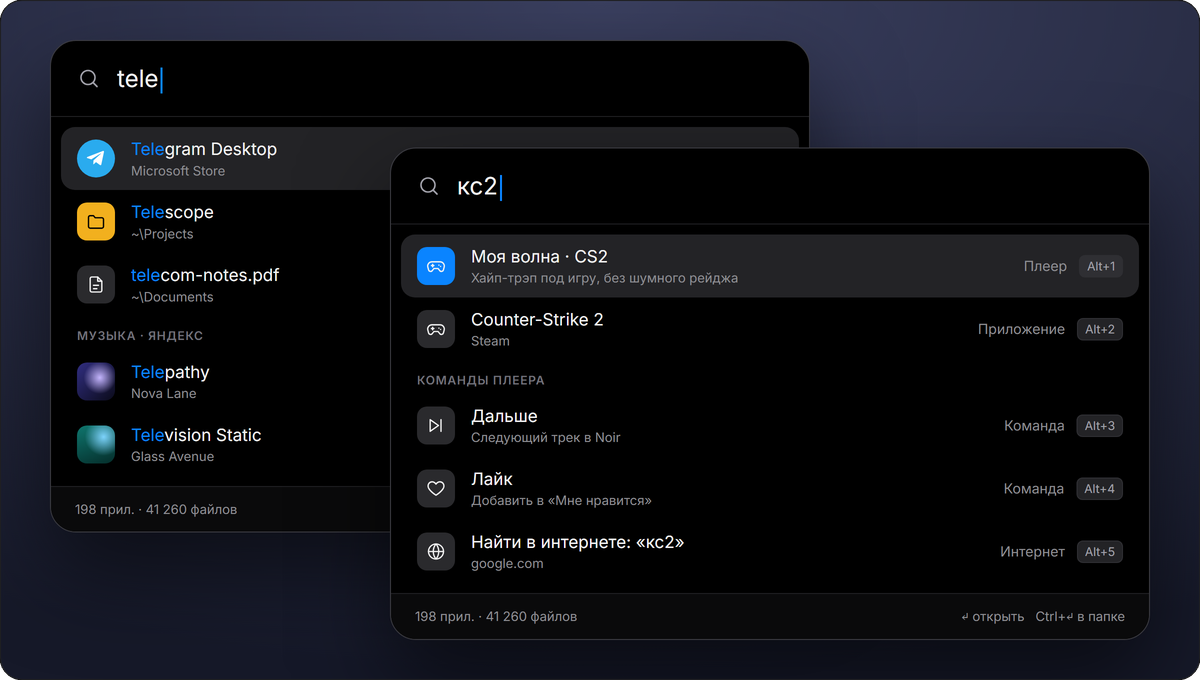 tele
Telegram Desktop
Microsoft Store
Telescope
~\Projects
telecom-notes.pdf
~\Documents
МУЗЫКА · ЯНДЕКС
Telepathy
Nova Lane
Television Static
Glass Avenue
198 прил. · 41 260 файлов
кс2
Моя волна · CS2
Хайп-трэп под игру, без шумного рейджа
Плеер Alt+1
Counter-Strike 2
Steam
Приложение Alt+2
КОМАНДЫ ПЛЕЕРА
Дальше
Следующий трек в Noir
Команда Alt+3
Лайк
Добавить в «Мне нравится»
Команда Alt+4
Найти в интернете: «кс2»
google.com
Интернет Alt+5
198 прил. · 41 260 файлов
↵ открыть Ctrl+↵ в папке